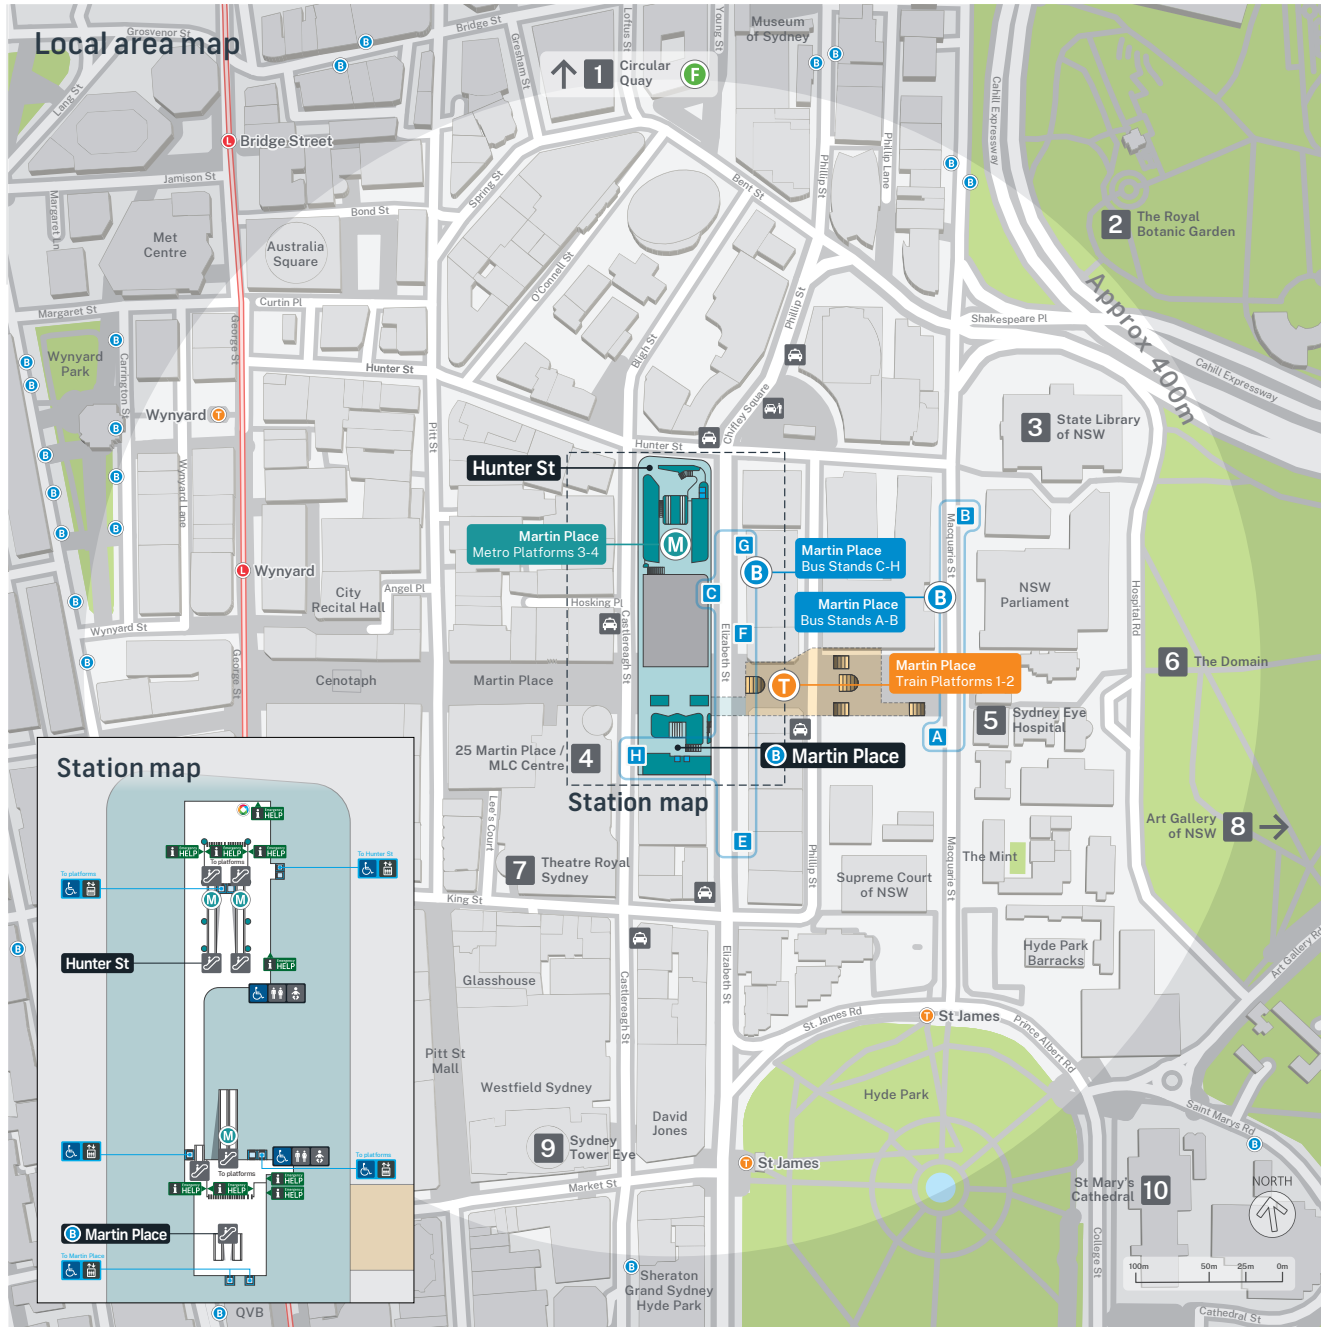 Local area map
Grosvenor St
Bridge St
Loftus St
Young St
Gresham St
Museum
of Sydney
1
Circular
Quay
F
Lang St
L
Bridge Street
Cahill Expressway
Jamison St
Margaret Ln
Spring St
Bent St
Phillip St
Phillip Lane
Bond St
Met
Centre
Australia
Square
O'Connell St
2
The Royal
Botanic Garden
Approx 400m
Margaret St
Curtin Pl
George St
Bligh St
Phillip St
Shakespeare Pl
Cahill Expressway
Wynyard
Park
Carrington St
Hunter St
Wynyard
T
Chifley Square
3
State Library
of NSW
Pitt St
Hunter St
Hunter St
Wynyard Lane
Martin Place
Metro Platforms 3-4
M
G
B
Martin Place
Bus Stands C-H
B
Macquarie St
L
Wynyard
Angel Pl
City
Recital Hall
Hosking Pl
C
Martin Place
Bus Stands A-B
B
NSW
Parliament
Hospital Rd
Wynyard St
Castlereagh St
Elizabeth St
F
George St
Cenotaph
Martin Place
T
Martin Place
Train Platforms 1-2
6
The Domain
5
Sydney Eye
Hospital
A
25 Martin Place /
MLC Centre
4
H
B
Martin Place
Station map
Lee's Court
E
Art Gallery
of NSW
8
7
Theatre Royal
Sydney
Phillip St
Macquarie St
The Mint
Supreme Court
of NSW
King St
Glasshouse
Castlereagh St
Elizabeth St
Hyde Park
Barracks
Art Gallery Rd
St. James Rd
T
St James
Prince Albert Rd
Pitt St
Mall
Westfield Sydney
Hyde Park
David
Jones
9
Sydney
Tower Eye
T
St James
Saint Marys Rd
Market St
St Mary's
Cathedral
10
NORTH
College St
100m
50m
25m
0m
Sheraton
Grand Sydney
Hyde Park
Cathedral St
B
QVB
Station map
Emergency
HELP
Emergency
HELP
Emergency
HELP
Emergency
HELP
To platforms
To Hunter St
To platforms
M
M
Hunter St
Emergency
HELP
M
To platforms
To platforms
Emergency
HELP
Emergency
HELP
Emergency
HELP
Emergency
HELP
B
Martin Place
To Martin Place